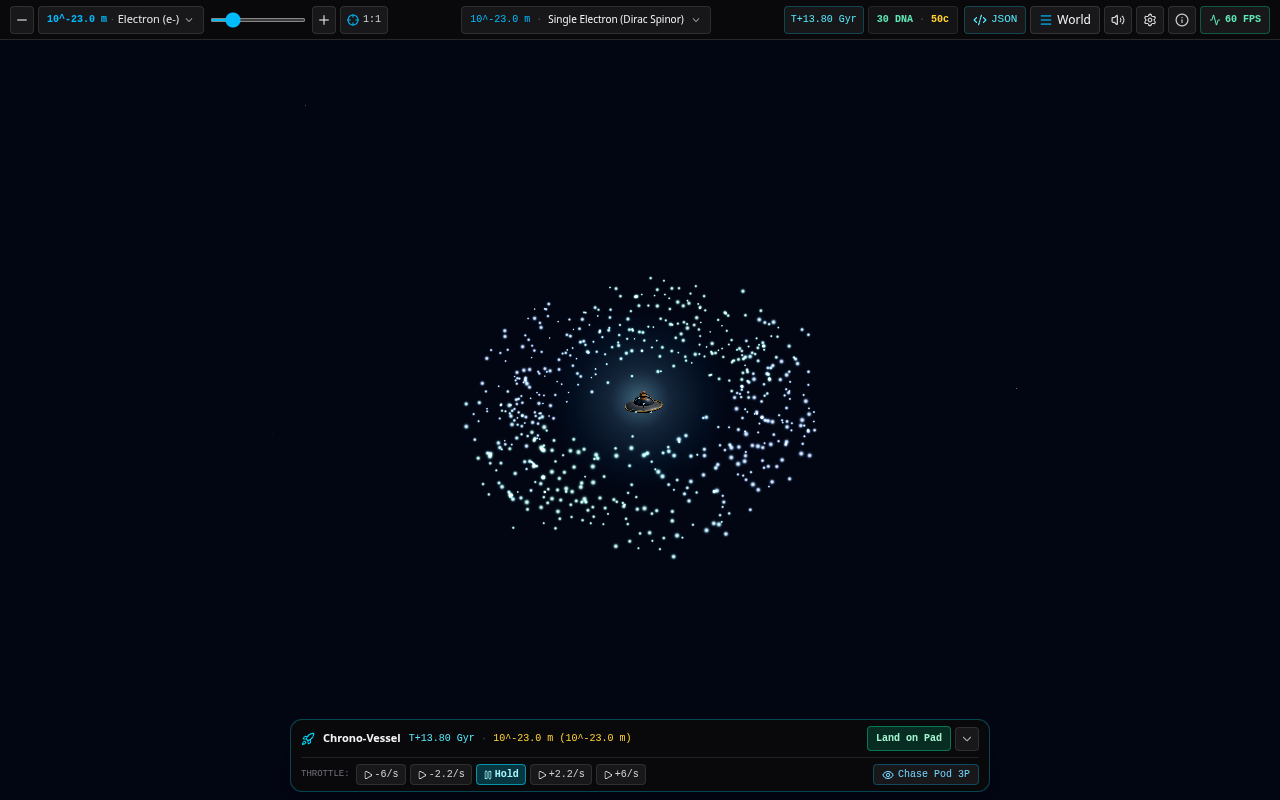 10^-23.0 m · Electron (e-)
1:1
10^-23.0 m · Single Electron (Dirac Spinor)
T+13.80 Gyr
30 DNA · 50c
JSON
World
60 FPS
Chrono-Vessel T+13.80 Gyr · 10^-23.0 m (10^-23.0 m)
Land on Pad
THROTTLE: -6/s -2.2/s Hold +2.2/s +6/s
Chase Pod 3P